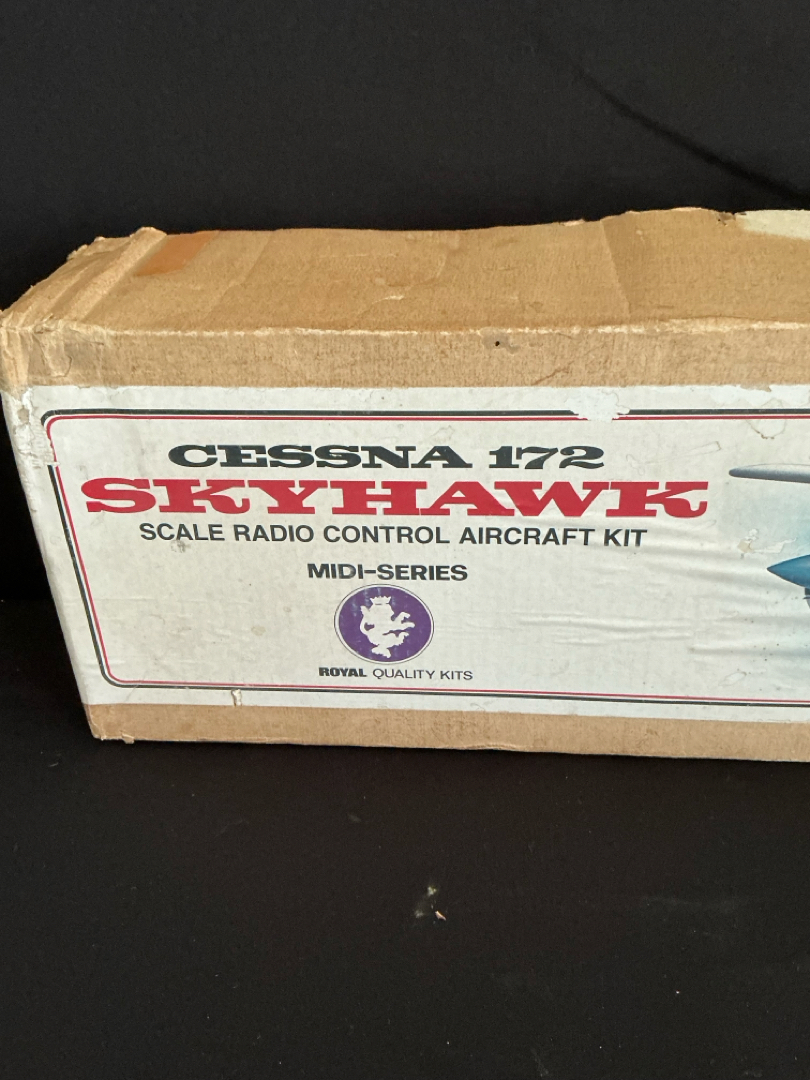 CESSNA 172
SKYHAWK
SCALE RADIO CONTROL AIRCRAFT KIT
MIDI-SERIES
ROYAL QUALITY KITS